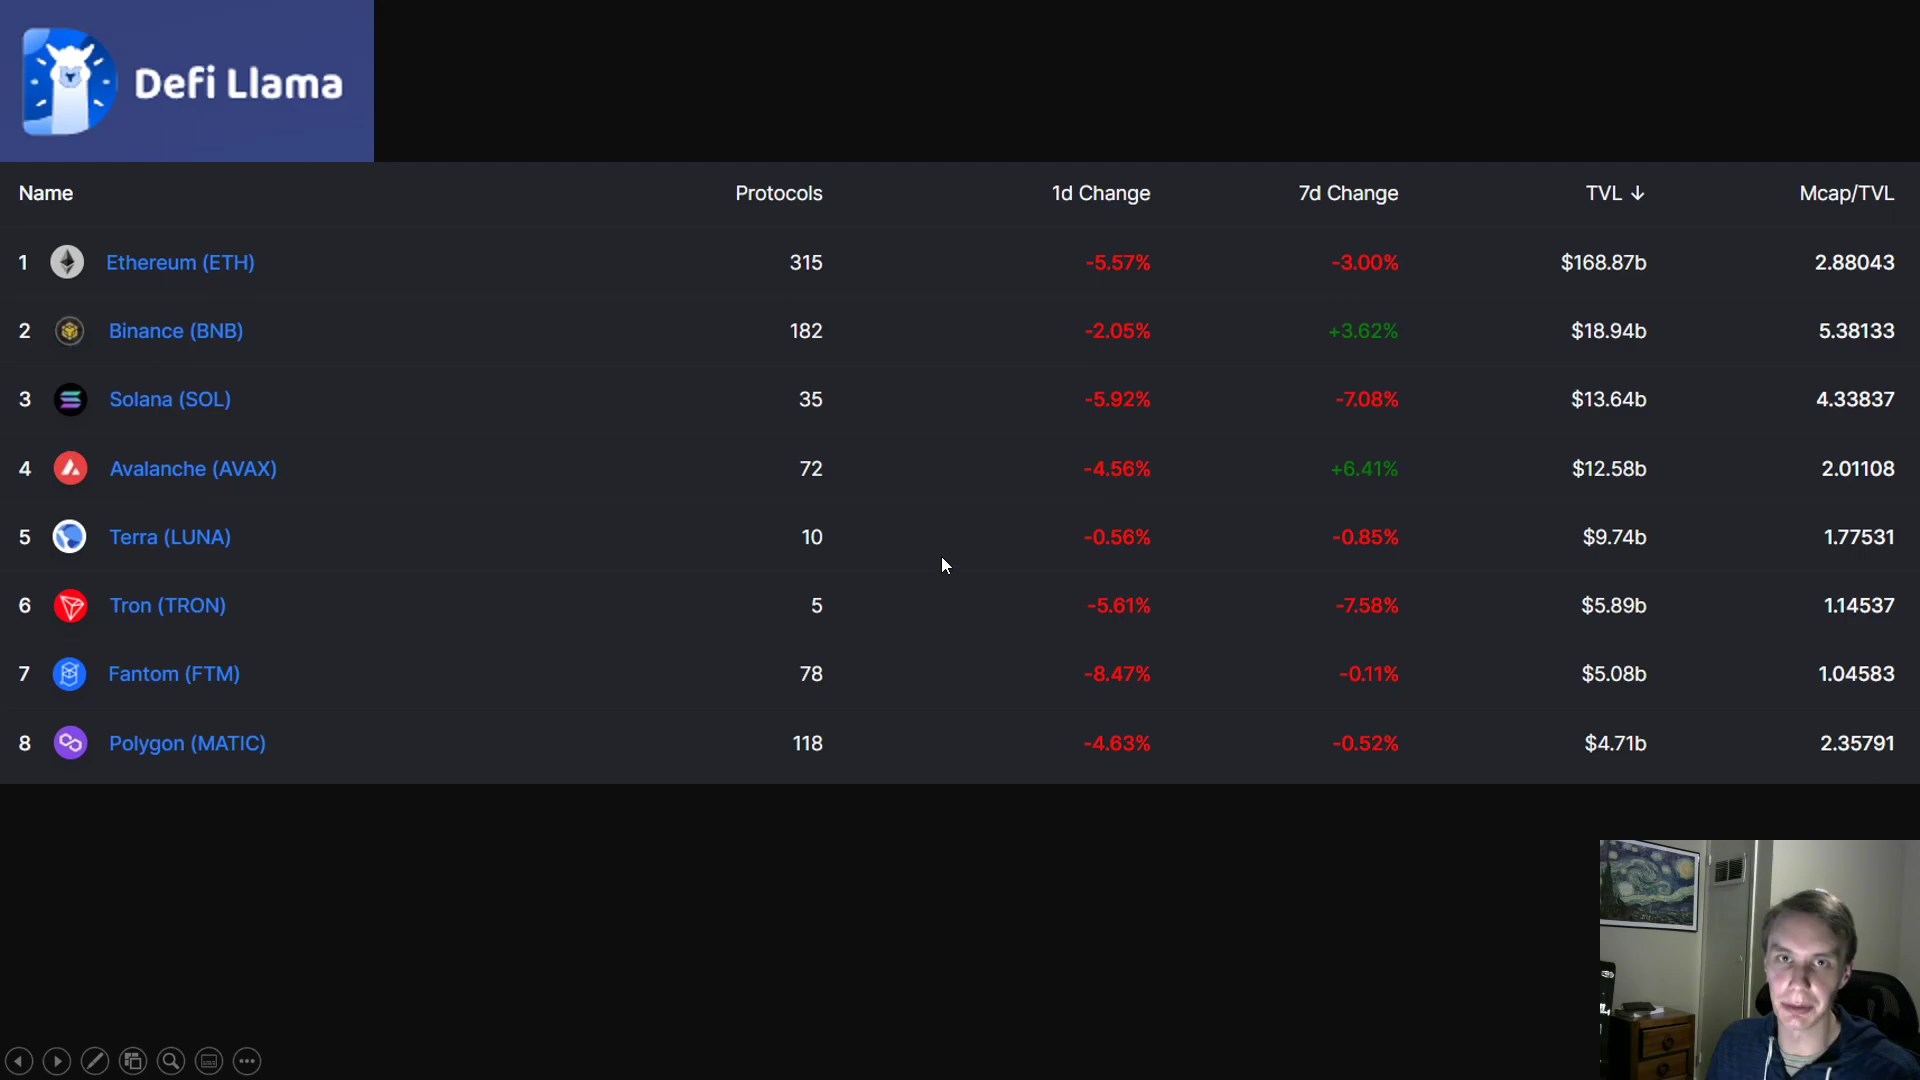 Defi Llama
Name Protocols 1d Change 7d Change TVL ↓ Mcap/TVL
1 Ethereum (ETH) 315 -5.57% -3.00% $168.87b 2.88043
2 Binance (BNB) 182 -2.05% +3.62% $18.94b 5.38133
3 Solana (SOL) 35 -5.92% -7.08% $13.64b 4.33837
4 Avalanche (AVAX) 72 -4.56% +6.41% $12.58b 2.01108
5 Terra (LUNA) 10 -0.56% -0.85% $9.74b 1.77531
6 Tron (TRON) 5 -5.61% -7.58% $5.89b 1.14537
7 Fantom (FTM) 78 -8.47% -0.11% $5.08b 1.04583
8 Polygon (MATIC) 118 -4.63% -0.52% $4.71b 2.35791